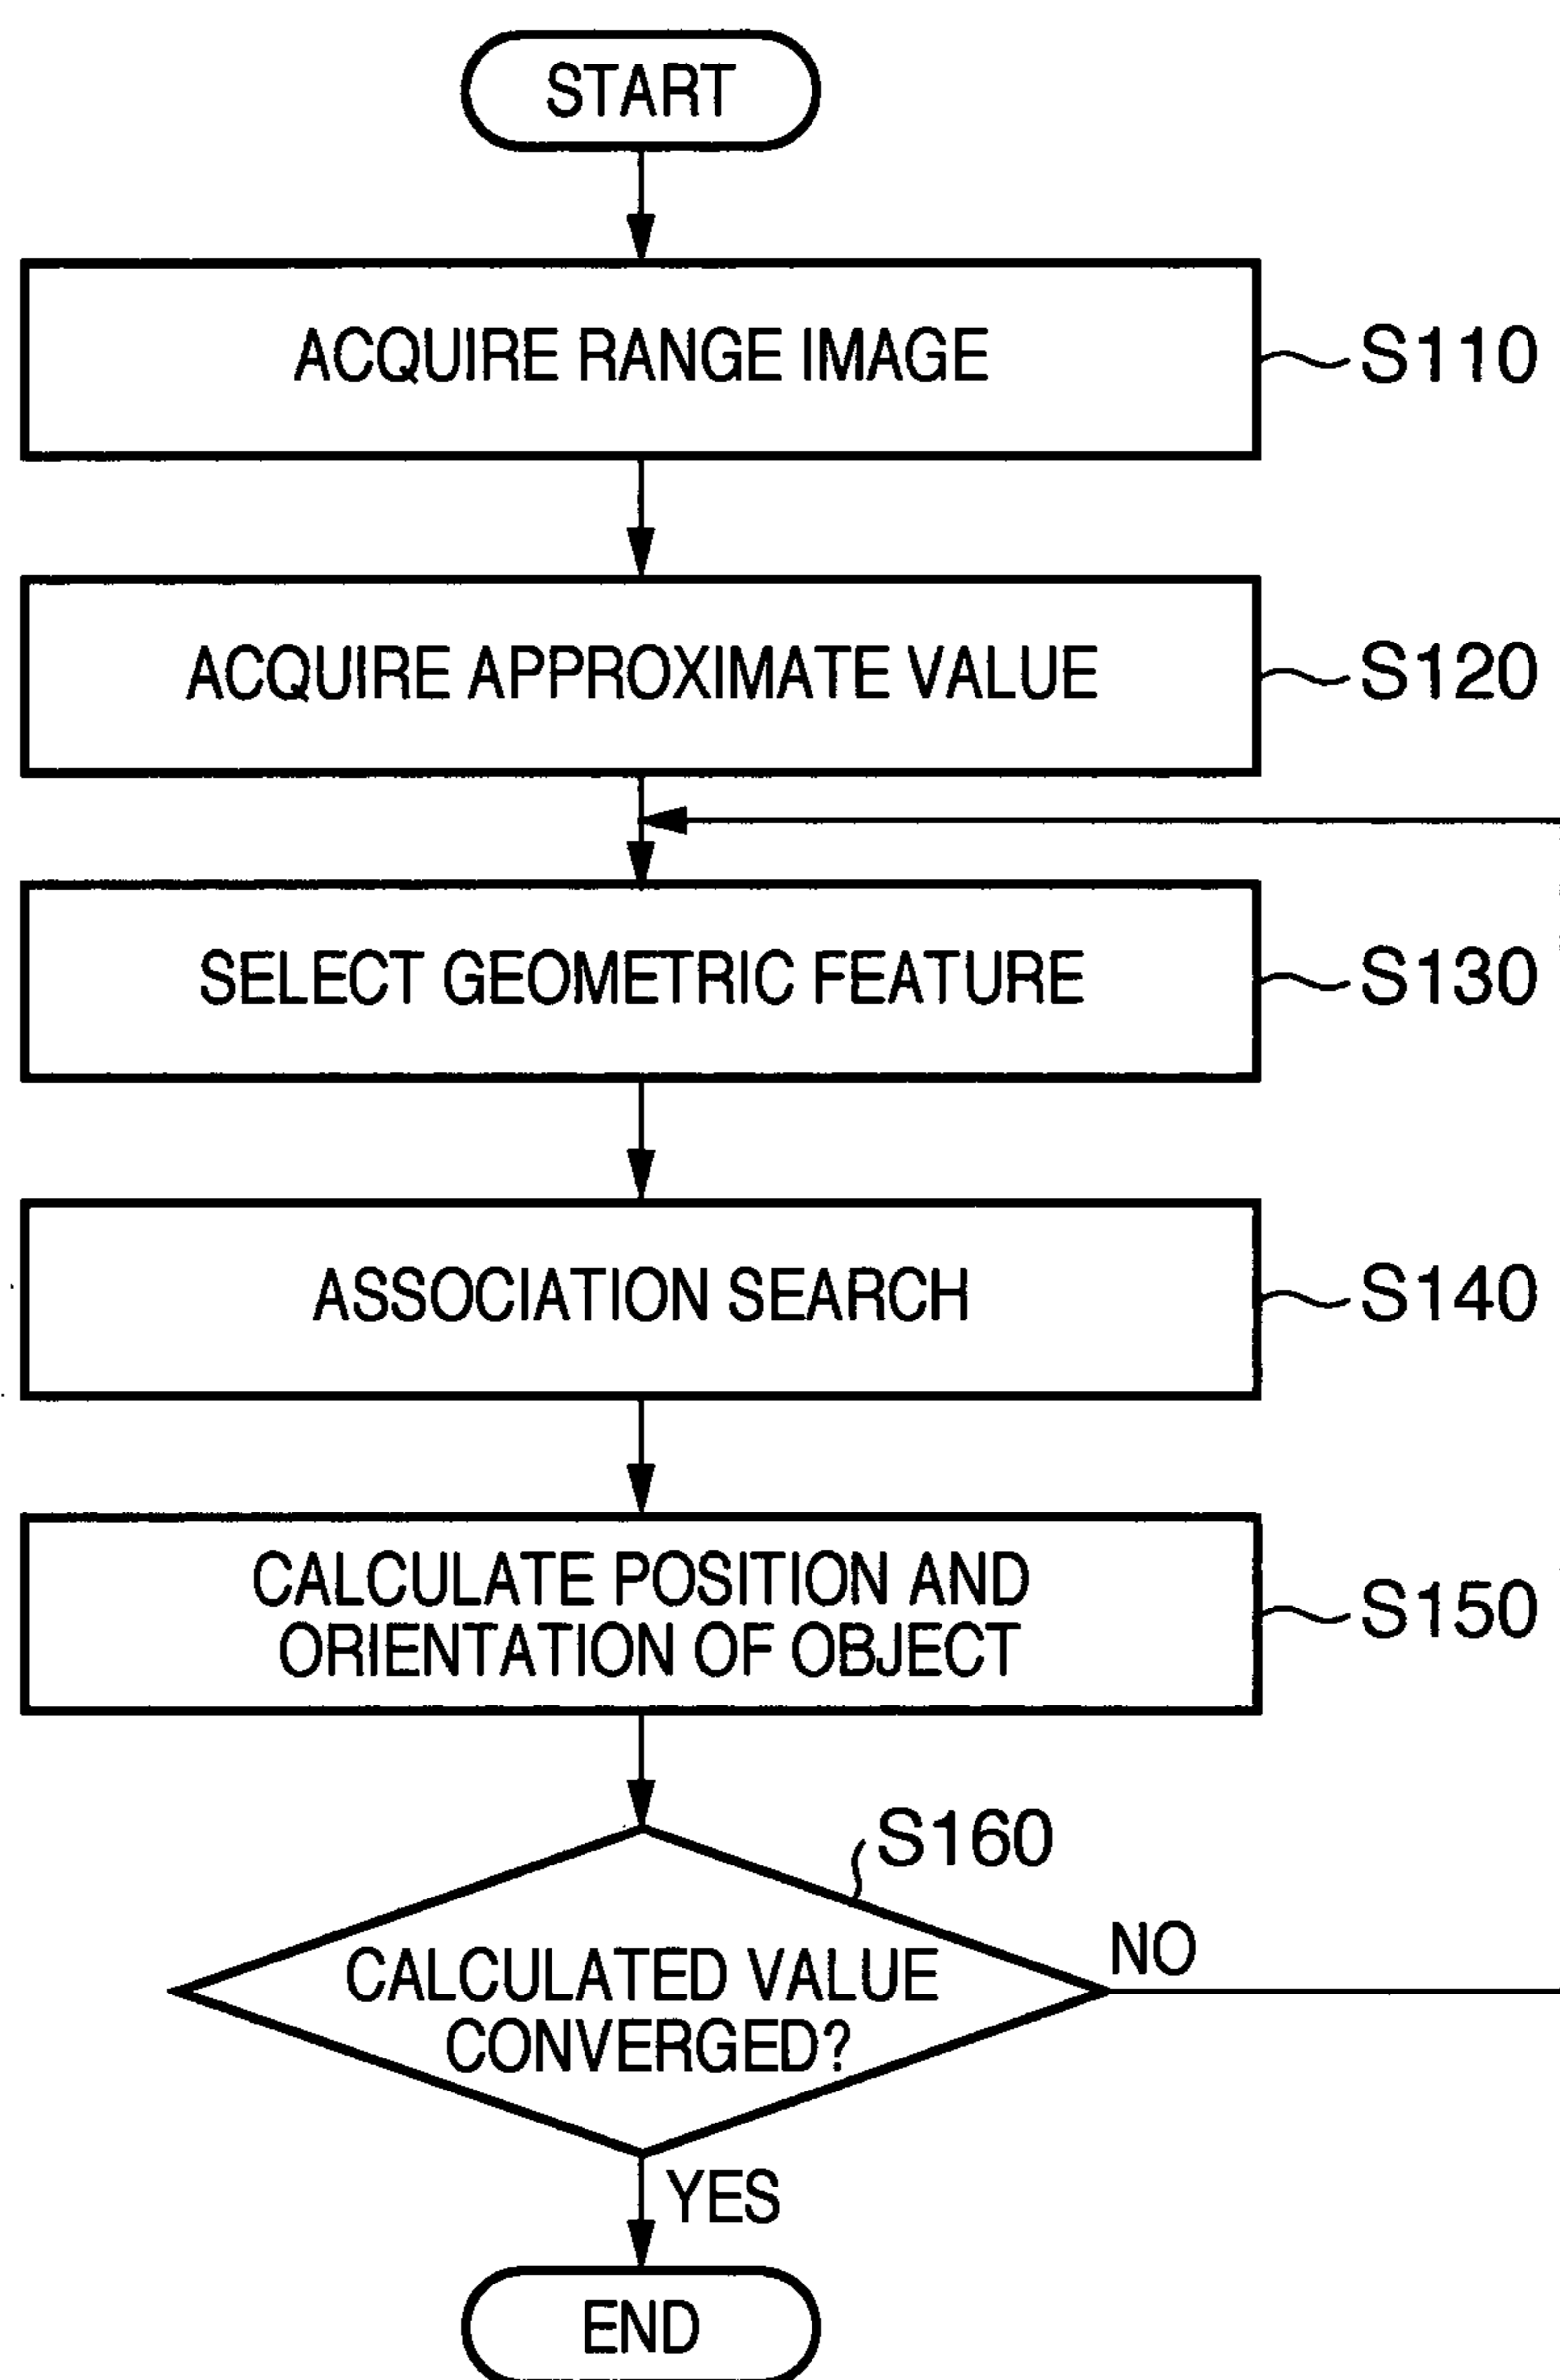 START
ACQUIRE RANGE IMAGE
S110
ACQUIRE APPROXIMATE VALUE
S120
SELECT GEOMETRIC FEATURE
S130
ASSOCIATION SEARCH
S140
CALCULATE POSITION AND
ORIENTATION OF OBJECT
S150
S160
CALCULATED VALUE
CONVERGED?
NO
YES
END